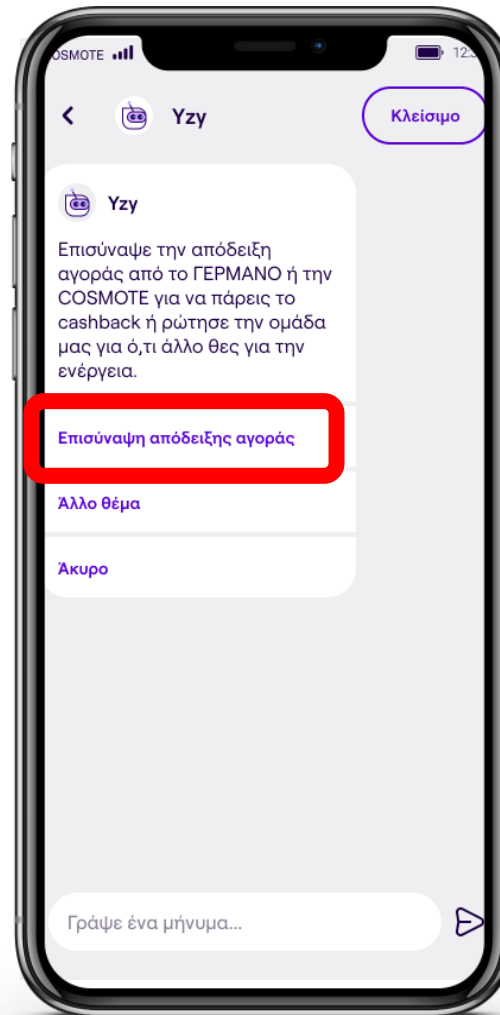 Yzy
Κλείσιμο
Yzy
Επισύναψε την απόδειξη
αγοράς από το ΓΕΡΜΑΝΟ ή την
COSMOTE για να πάρεις το
cashback ή ρώτησε την ομάδα
μας για ό,τι άλλο θες για την
ενέργεια.
Επισύναψη απόδειξης αγοράς
Άλλο θέμα
Άκυρο
Γράψε ένα μήνυμα...